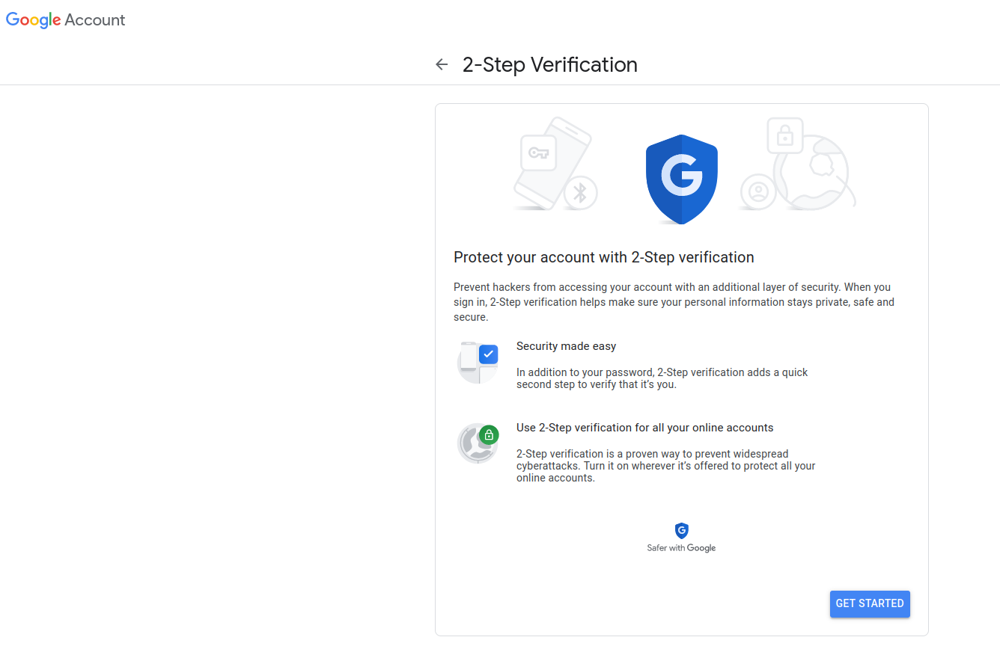 Google Account
2-Step Verification
Protect your account with 2-Step verification
Prevent hackers from accessing your account with an additional layer of security. When you
sign in, 2-Step verification helps make sure your personal information stays private, safe and
secure.
Security made easy
In addition to your password, 2-Step verification adds a quick
second step to verify that it’s you.
Use 2-Step verification for all your online accounts
2-Step verification is a proven way to prevent widespread
cyberattacks. Turn it on wherever it’s offered to protect all your
online accounts.
Safer with Google
GET STARTED